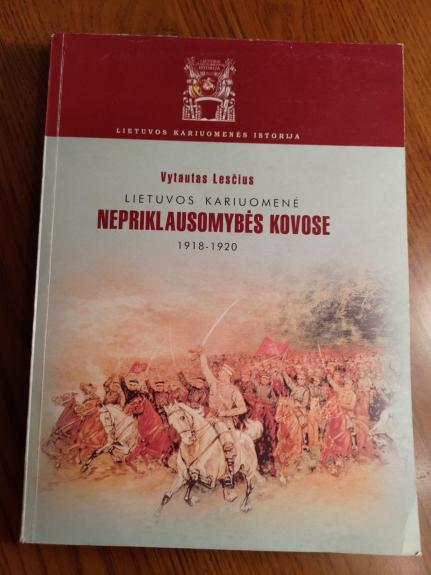 LIETUVOS KARIUOMENĖS ISTORIJA
Vytautas Lesčius
LIETUVOS KARIUOMENĖ
NEPRIKLAUSOMYBĖS KOVOSE
1918-1920